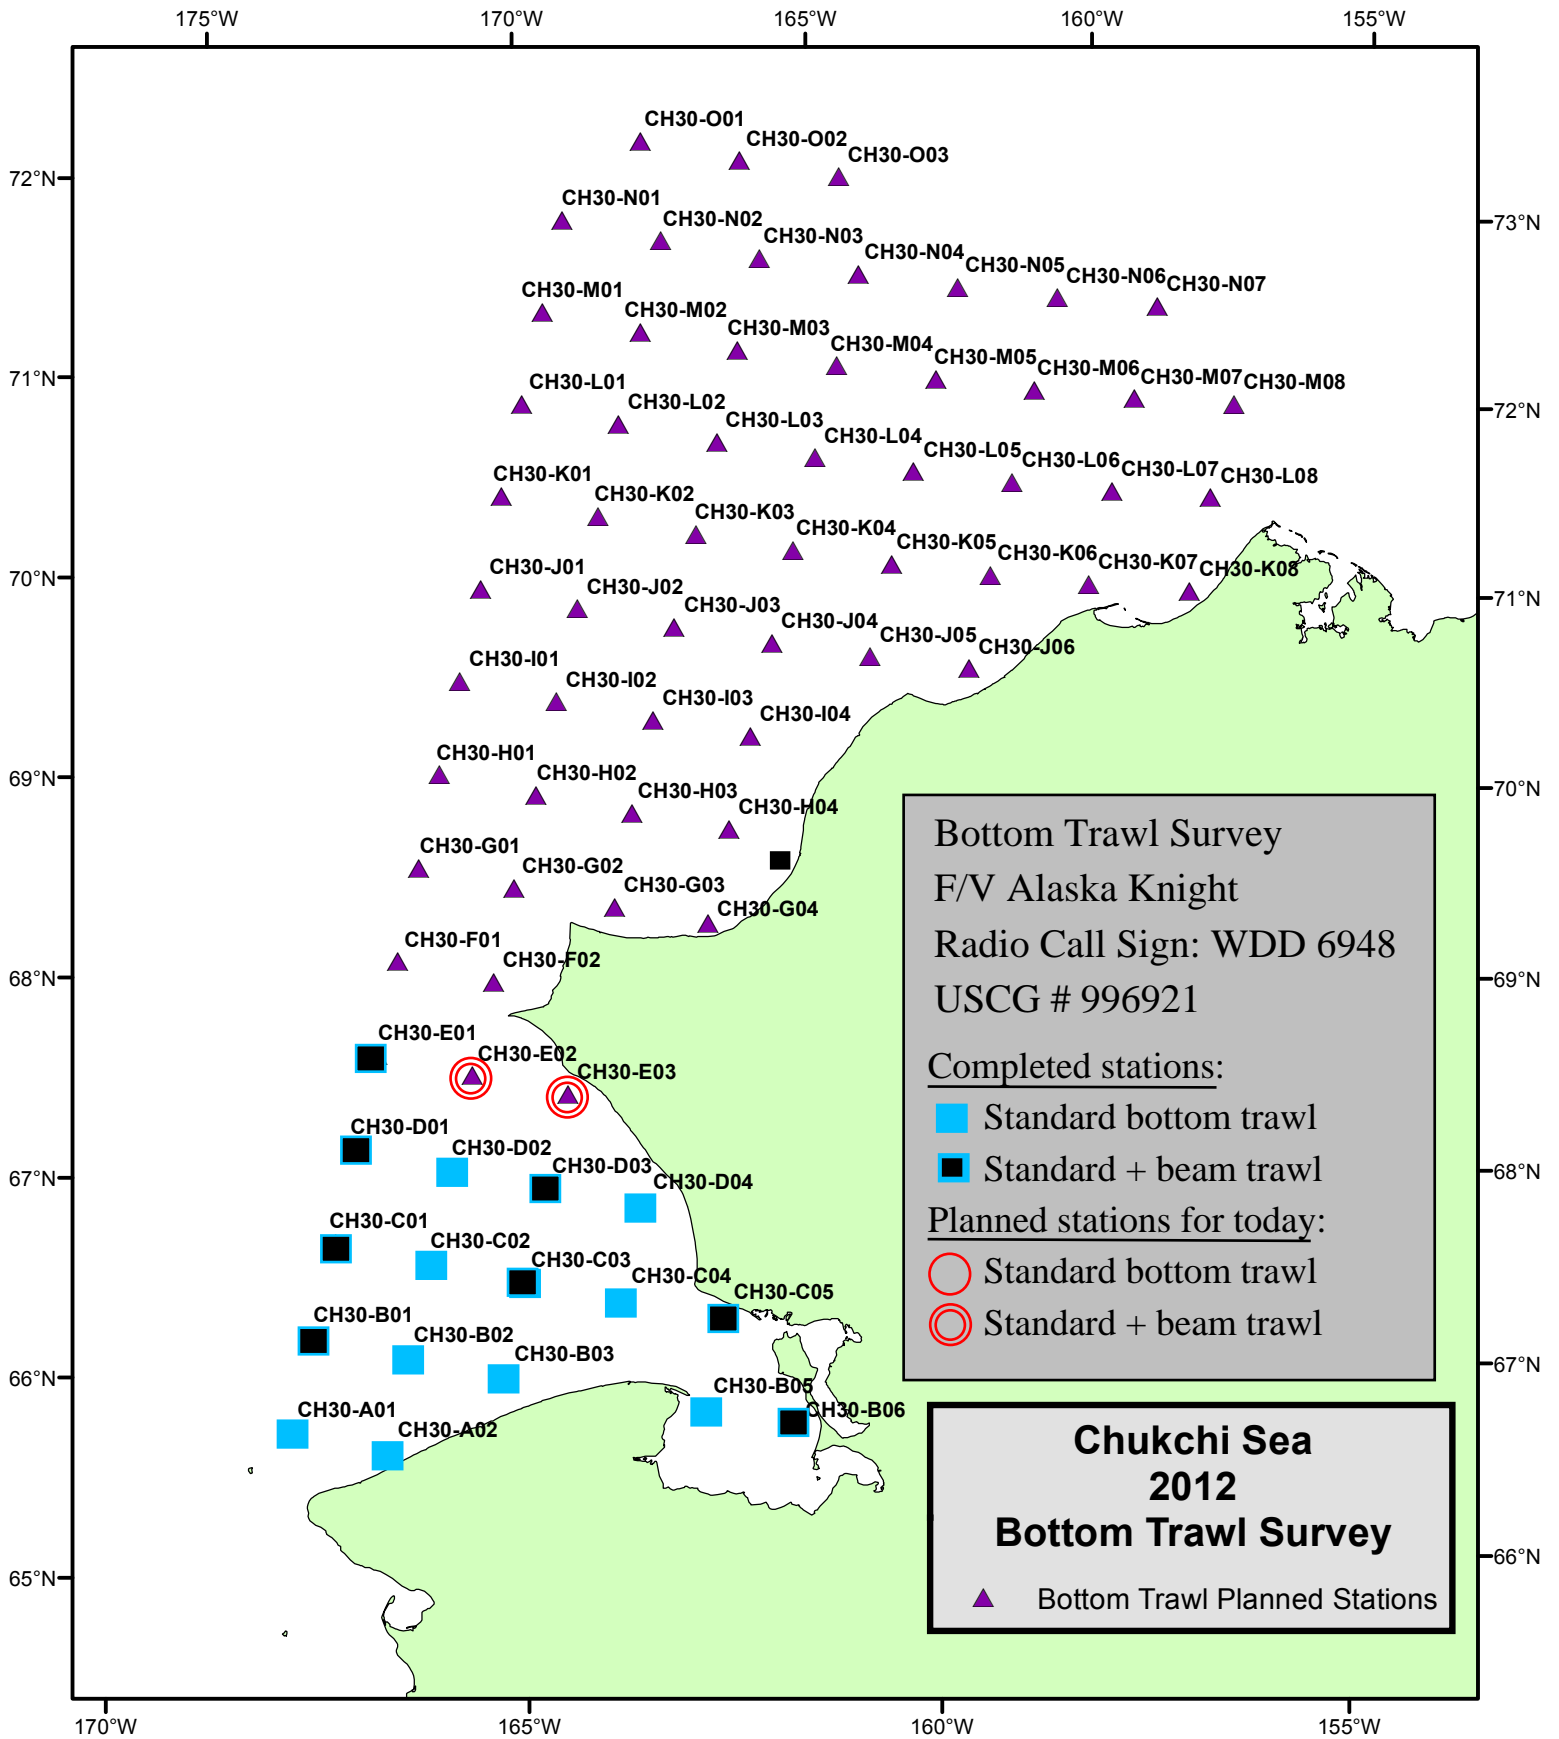 175°W 170°W 165°W 160°W 155°W
CH30-O01
CH30-O02
CH30-O03
72°N
CH30-N01
CH30-N02
CH30-N03
CH30-N04
CH30-N05
CH30-N06
CH30-N07
73°N
CH30-M01
CH30-M02
CH30-M03
CH30-M04
CH30-M05
CH30-M06
CH30-M07
CH30-M08
71°N
CH30-L01
CH30-L02
CH30-L03
CH30-L04
CH30-L05
CH30-L06
CH30-L07
CH30-L08
72°N
CH30-K01
CH30-K02
CH30-K03
CH30-K04
CH30-K05
CH30-K06
CH30-K07
CH30-K08
70°N
CH30-J01
CH30-J02
CH30-J03
CH30-J04
CH30-J05
CH30-J06
71°N
CH30-I01
CH30-I02
CH30-I03
CH30-I04
69°N
CH30-H01
CH30-H02
CH30-H03
CH30-H04
70°N
CH30-G01
CH30-G02
CH30-G03
CH30-G04
CH30-F01
CH30-F02
68°N
69°N
CH30-E01
CH30-E02
CH30-E03
CH30-D01
CH30-D02
CH30-D03
CH30-D04
67°N
68°N
CH30-C01
CH30-C02
CH30-C03
CH30-C04
CH30-C05
CH30-B01
CH30-B02
CH30-B03
CH30-B05
CH30-B06
66°N
67°N
CH30-A01
CH30-A02
65°N
66°N
Bottom Trawl Survey
F/V Alaska Knight
Radio Call Sign: WDD 6948
USCG # 996921
Completed stations:
Standard bottom trawl
Standard + beam trawl
Planned stations for today:
Standard bottom trawl
Standard + beam trawl
Chukchi Sea
2012
Bottom Trawl Survey
Bottom Trawl Planned Stations
170°W 165°W 160°W 155°W